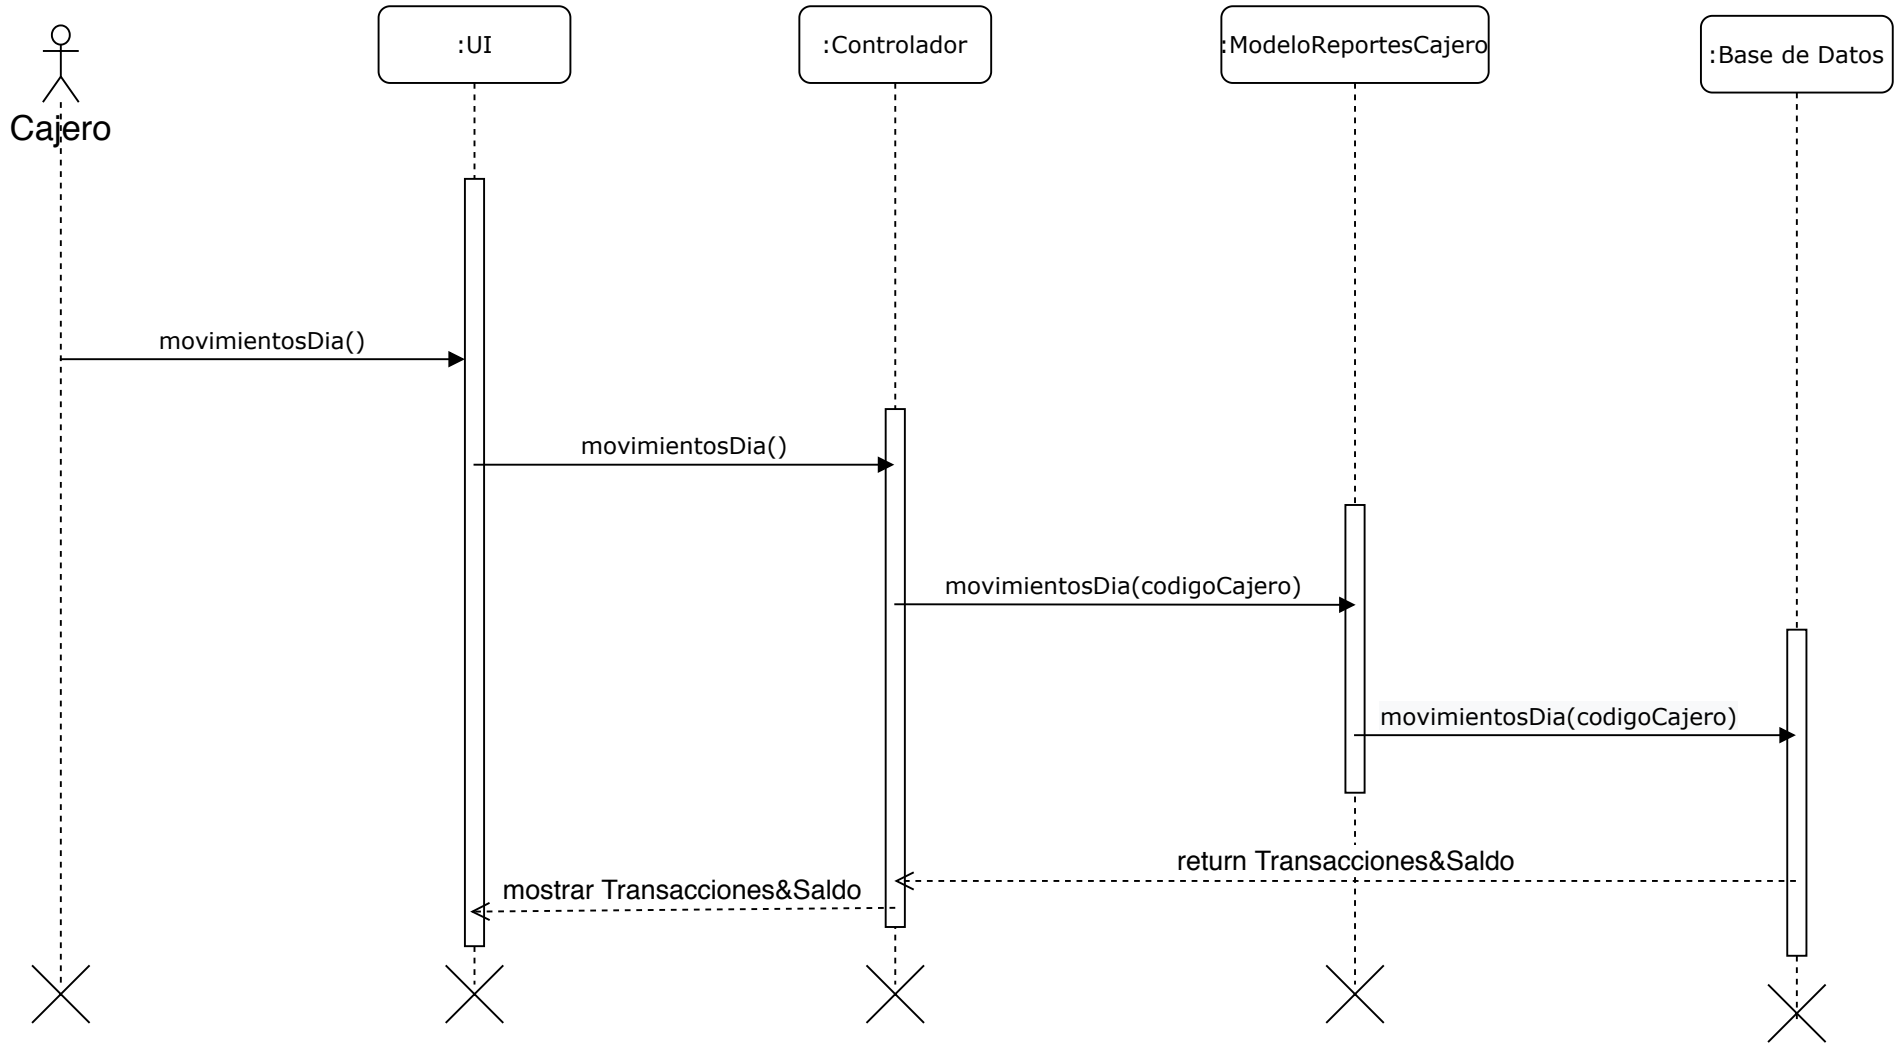 :UI
:Controlador
:ModeloReportesCajero
:Base de Datos
Cajero
movimientosDia()
movimientosDia()
movimientosDia(codigoCajero)
movimientosDia(codigoCajero)
return Transacciones&Saldo
mostrar Transacciones&Saldo